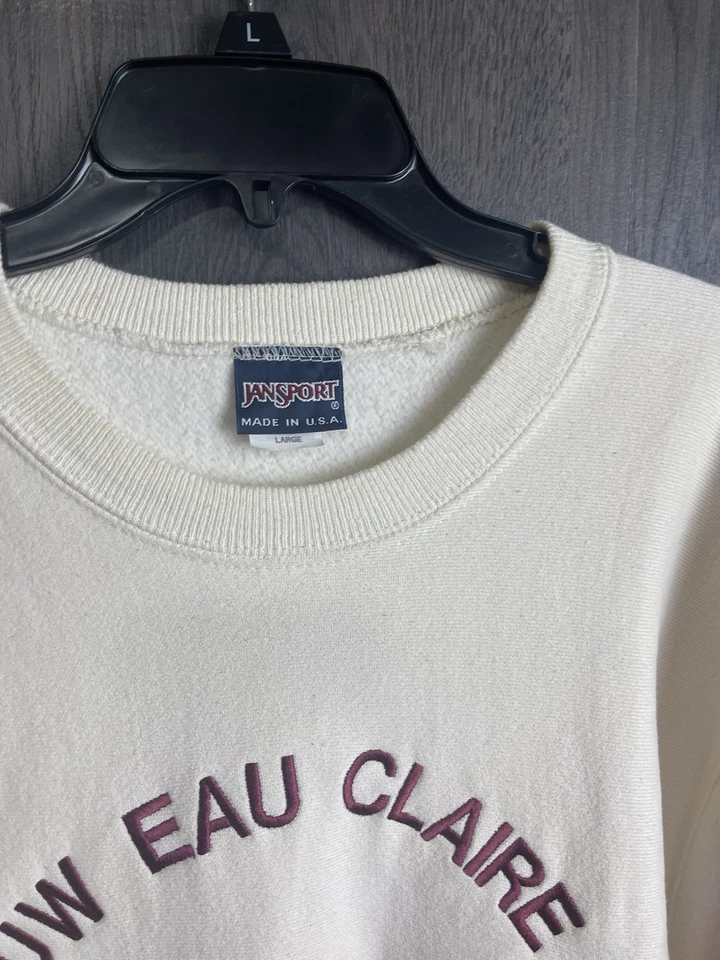 L
JANSPORT®
MADE IN U.S.A.
LARGE
UW EAU CLAIRE